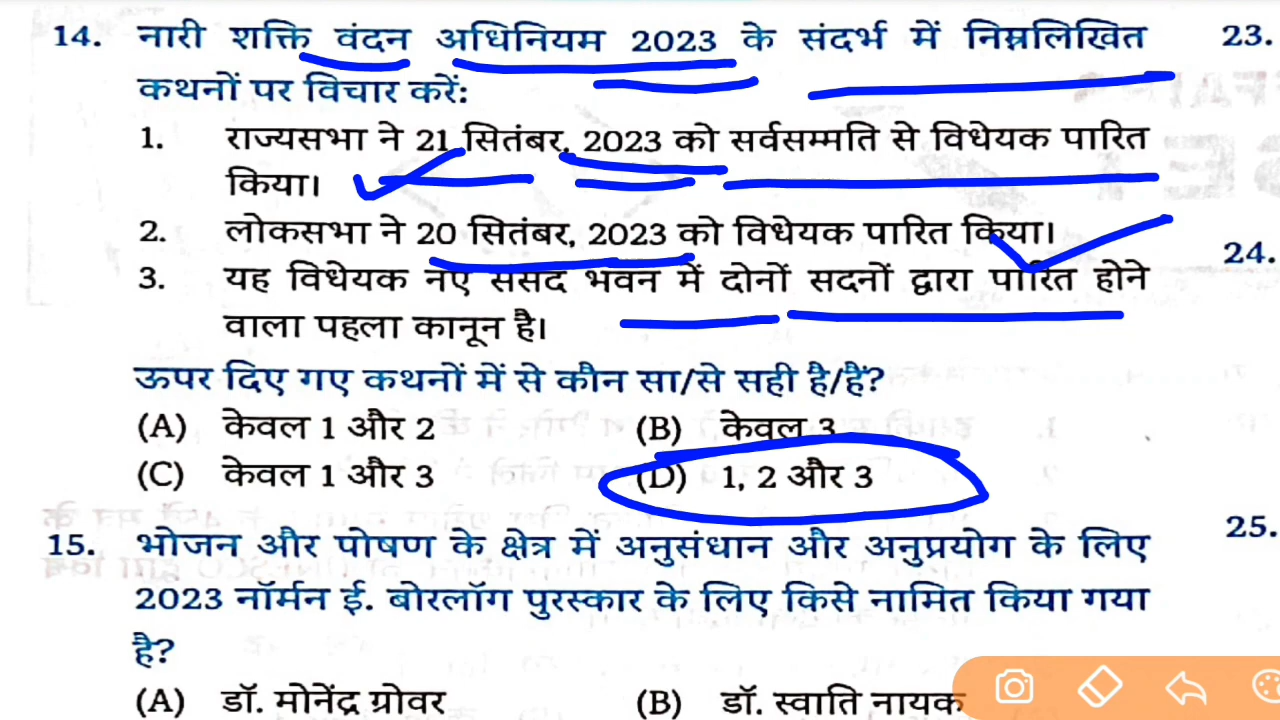 14. नारी शक्ति वंदन अधिनियम 2023 के संदर्भ में निम्नलिखित
कथनों पर विचार करें:
1. राज्यसभा ने 21 सितंबर, 2023 को सर्वसम्मति से विधेयक पारित
किया।
2. लोकसभा ने 20 सितंबर, 2023 को विधेयक पारित किया।
3. यह विधेयक नए संसद भवन में दोनों सदनों द्वारा पारित होने
वाला पहला कानून है।
ऊपर दिए गए कथनों में से कौन सा/से सही है/हैं?
(A) केवल 1 और 2 (B) केवल 3
(C) केवल 1 और 3 (D) 1, 2 और 3
15. भोजन और पोषण के क्षेत्र में अनुसंधान और अनुप्रयोग के लिए
2023 नॉर्मन ई. बोरलॉग पुरस्कार के लिए किसे नामित किया गया
है?
(A) डॉ. मोनेंद्र ग्रोवर (B) डॉ. स्वाति नायक
23.
24.
25.